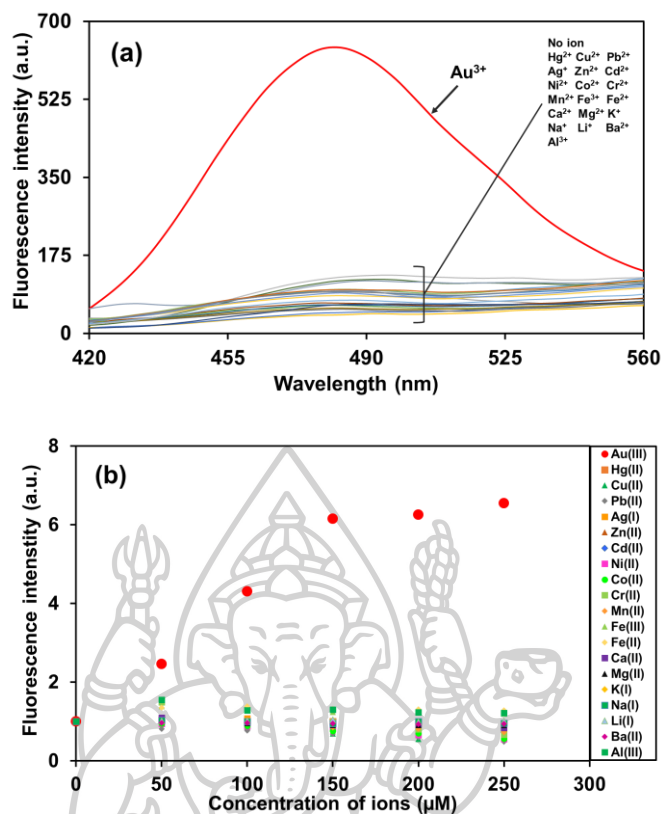 (a)
Fluorescence intensity (a.u.)
700
525
350
175
0
420
455
490
525
560
Wavelength (nm)
Au³⁺
No ion
Hg²⁺ Cu²⁺ Pb²⁺
Ag⁺ Zn²⁺ Cd²⁺
Ni²⁺ Co²⁺ Cr²⁺
Mn²⁺ Fe³⁺ Fe²⁺
Ca²⁺ Mg²⁺ K⁺
Na⁺ Li⁺ Ba²⁺
Al³⁺
(b)
Fluorescence intenstity (a.u.)
8
6
4
2
0
0
50
100
150
200
250
300
Concentration of ions (µM)
Au(III)
Hg(II)
Cu(II)
Pb(II)
Ag(I)
Zn(II)
Cd(II)
Ni(II)
Co(II)
Cr(II)
Mn(II)
Fe(III)
Fe(II)
Ca(II)
Mg(II)
K(I)
Na(I)
Li(I)
Ba(II)
Al(III)